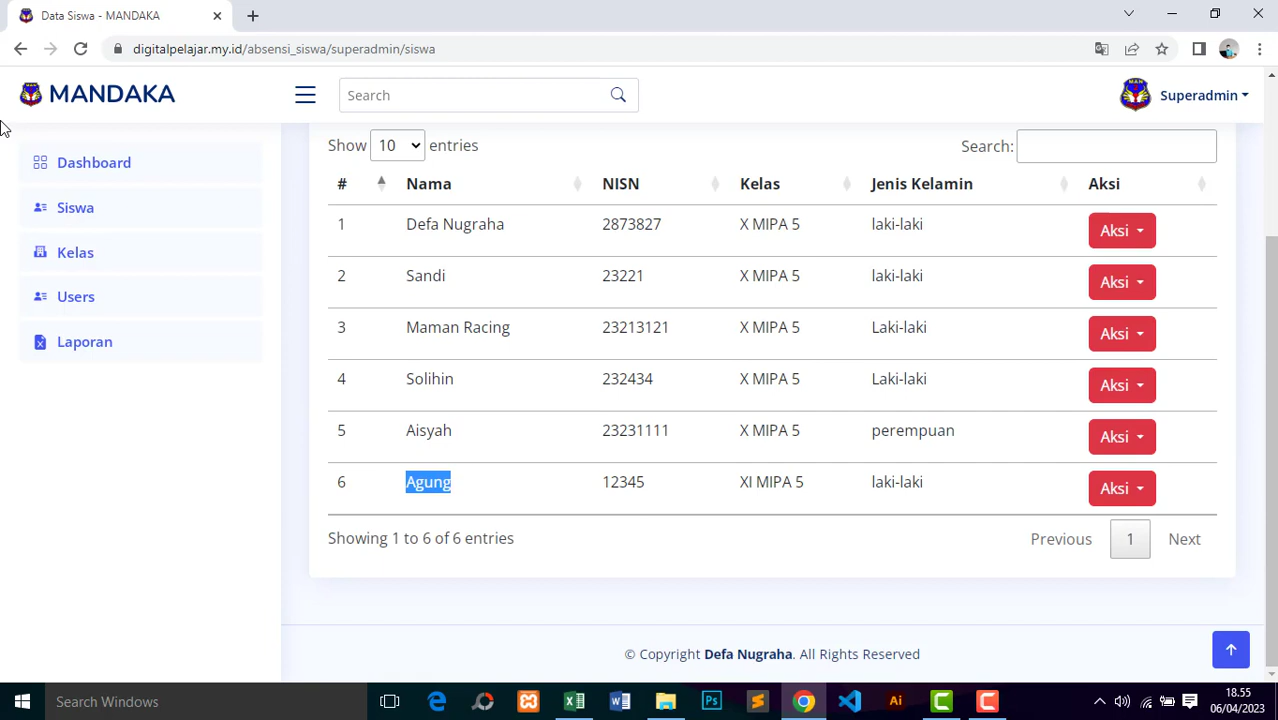 Data Siswa - MANDAKA
digitalpelajar.my.id/absensi_siswa/superadmin/siswa
MANDAKA
Search
Superadmin
Dashboard
Siswa
Kelas
Users
Laporan
Show 10 entries
Search:
# Nama NISN Kelas Jenis Kelamin Aksi
1 Defa Nugraha 2873827 X MIPA 5 laki-laki Aksi
2 Sandi 23221 X MIPA 5 laki-laki Aksi
3 Maman Racing 23213121 X MIPA 5 Laki-laki Aksi
4 Solihin 232434 X MIPA 5 Laki-laki Aksi
5 Aisyah 23231111 X MIPA 5 perempuan Aksi
6 Agung 12345 XI MIPA 5 laki-laki Aksi
Showing 1 to 6 of 6 entries
Previous 1 Next
© Copyright Defa Nugraha. All Rights Reserved
Search Windows
18.55
06/04/2023